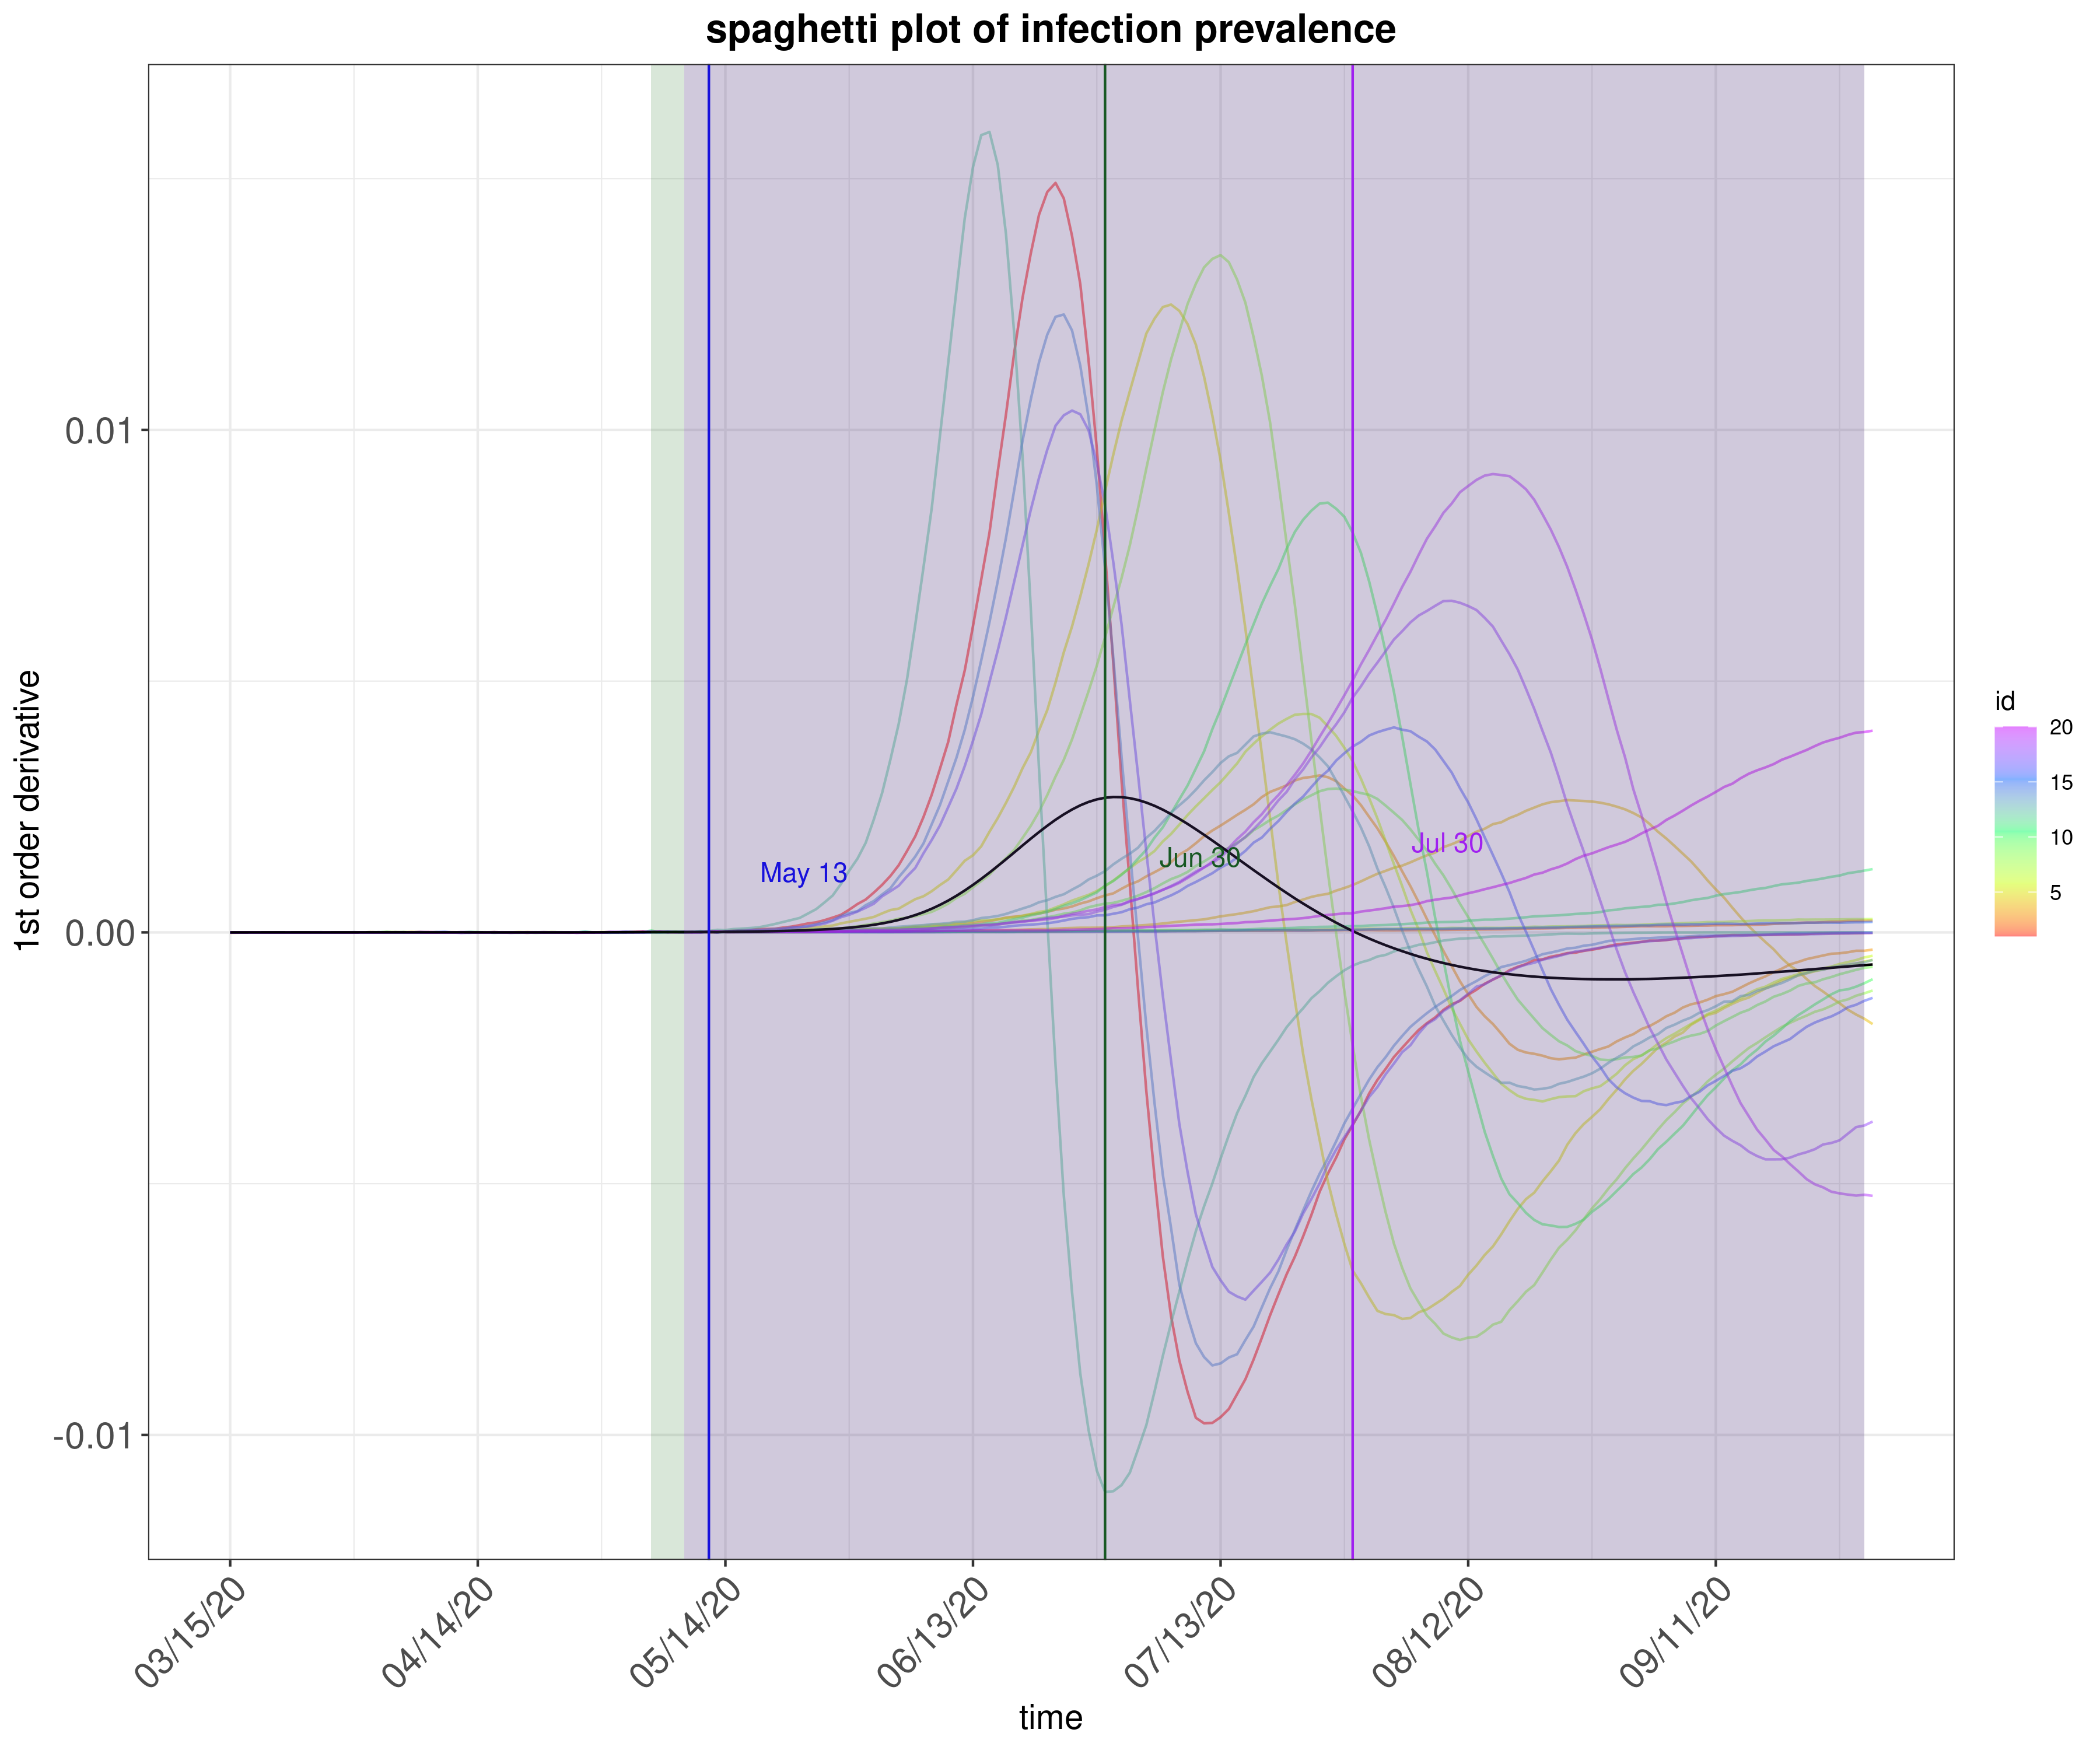 spaghetti plot of infection prevalence
1st order derivative
0.01
0.00
-0.01
May 13
Jun 30
Jul 30
id
20
15
10
5
03/15/20
04/14/20
05/14/20
06/13/20
07/13/20
08/12/20
09/11/20
time